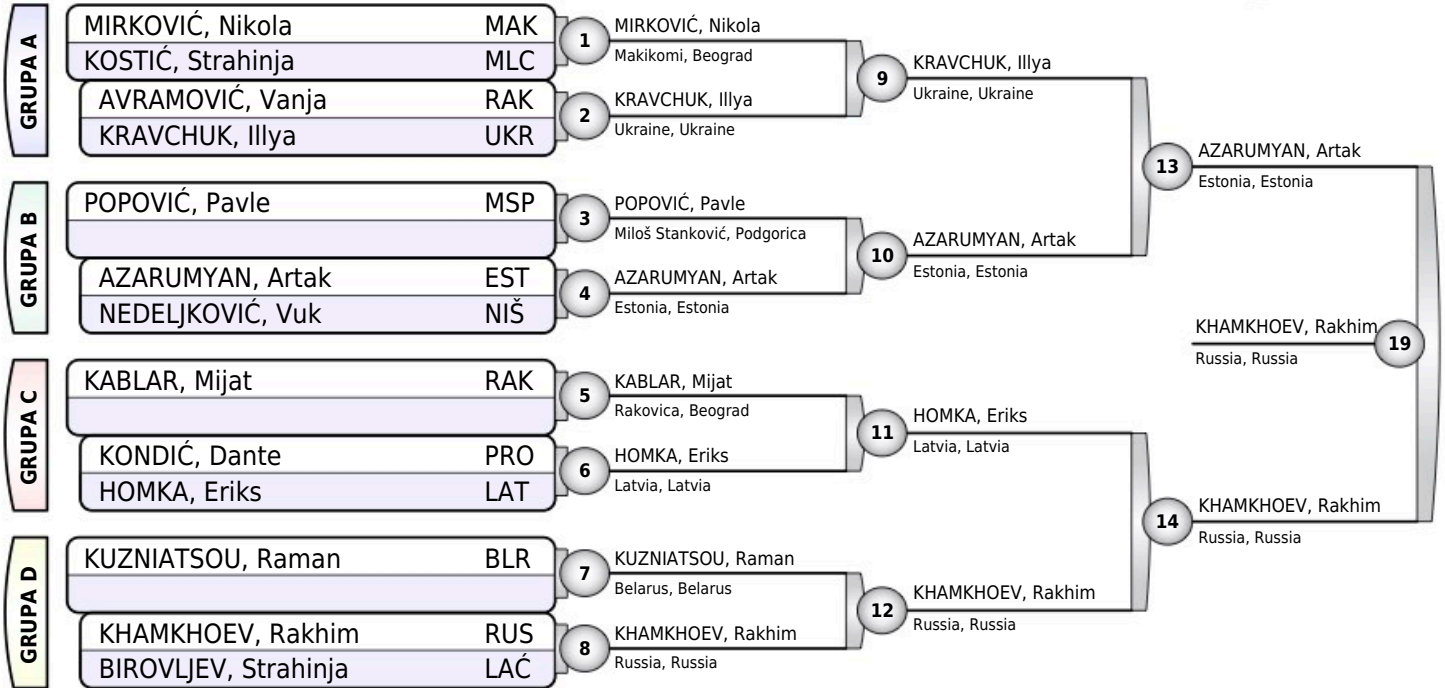 GRUPA A
MIRKOVIĆ, Nikola MAK
KOSTIĆ, Strahinja MLC
AVRAMOVIĆ, Vanja RAK
KRAVCHUK, Illya UKR
GRUPA B
POPOVIĆ, Pavle MSP
AZARUMYAN, Artak EST
NEDELJKOVIĆ, Vuk NIŠ
GRUPA C
KABLAR, Mijat RAK
KONDIĆ, Dante PRO
HOMKA, Eriks LAT
GRUPA D
KUZNIATSOU, Raman BLR
KHAMKHOEV, Rakhim RUS
BIROVLJEV, Strahinja LAĆ
1
MIRKOVIĆ, Nikola
Makikomi, Beograd
2
KRAVCHUK, Illya
Ukraine, Ukraine
3
POPOVIĆ, Pavle
Miloš Stanković, Podgorica
4
AZARUMYAN, Artak
Estonia, Estonia
5
KABLAR, Mijat
Rakovica, Beograd
6
HOMKA, Eriks
Latvia, Latvia
7
KUZNIATSOU, Raman
Belarus, Belarus
8
KHAMKHOEV, Rakhim
Russia, Russia
9
KRAVCHUK, Illya
Ukraine, Ukraine
10
AZARUMYAN, Artak
Estonia, Estonia
11
HOMKA, Eriks
Latvia, Latvia
12
KHAMKHOEV, Rakhim
Russia, Russia
13
AZARUMYAN, Artak
Estonia, Estonia
14
KHAMKHOEV, Rakhim
Russia, Russia
KHAMKHOEV, Rakhim
Russia, Russia
19